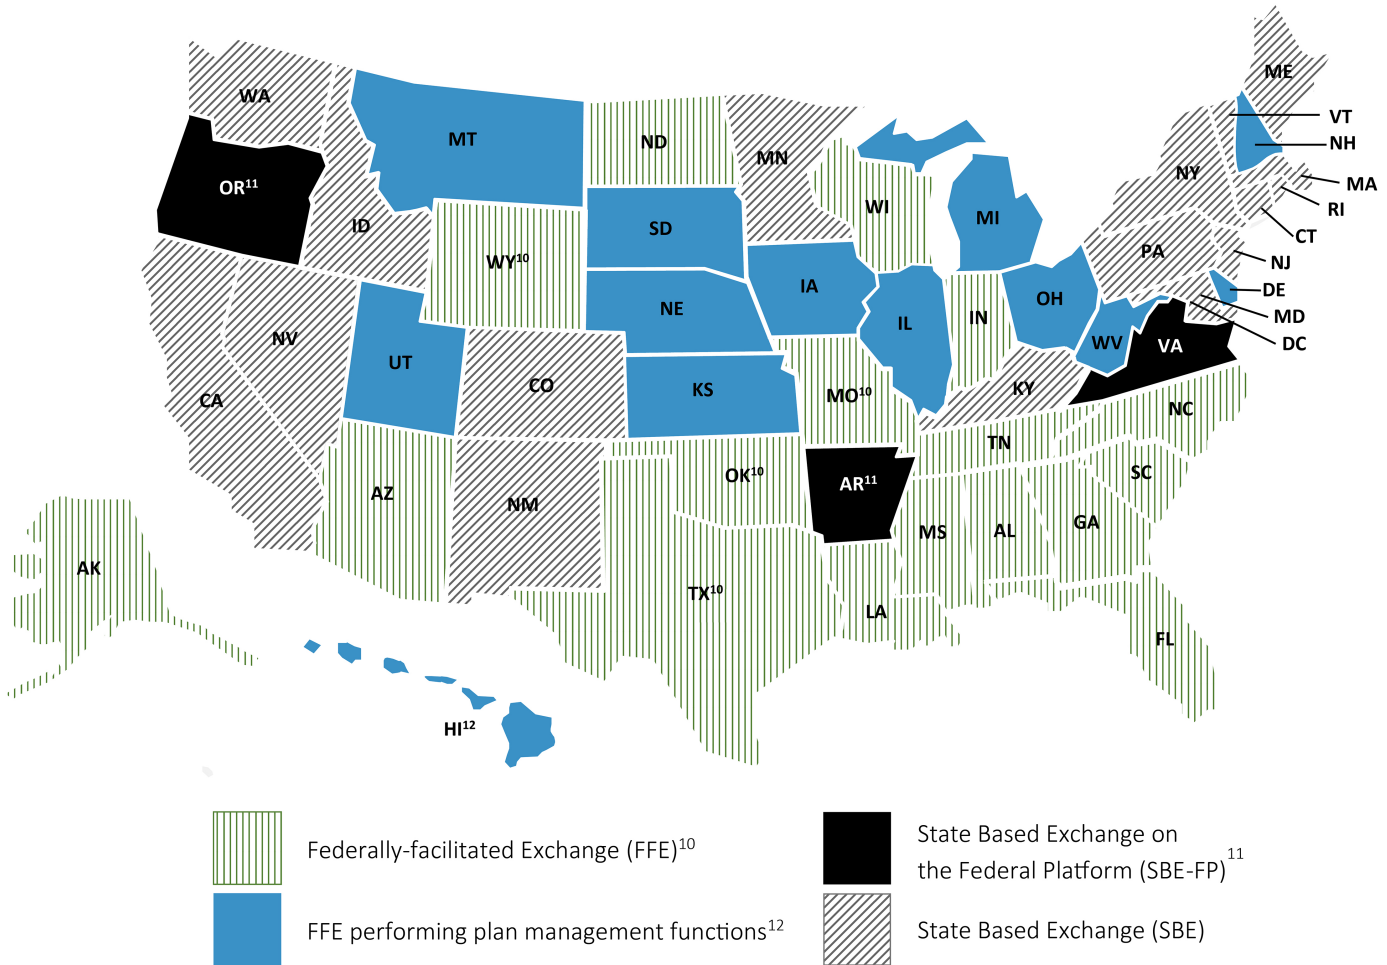 ME
WA
VT
MT
ND
NH
MN
NY
MA
OR¹¹
WI
RI
MI
ID
SD
CT
PA
WY¹⁰
NJ
IA
DE
OH
NE
MD
IN
IL
NV
DC
WV
VA
UT
CO
KY
KS
MO¹⁰
CA
NC
TN
SC
OK¹⁰
AR¹¹
AZ
NM
GA
MS
AL
AK
TX¹⁰
LA
FL
HI¹²
Federally-facilitated Exchange (FFE)¹⁰
FFE performing plan management functions¹²
State Based Exchange on
the Federal Platform (SBE-FP)¹¹
State Based Exchange (SBE)